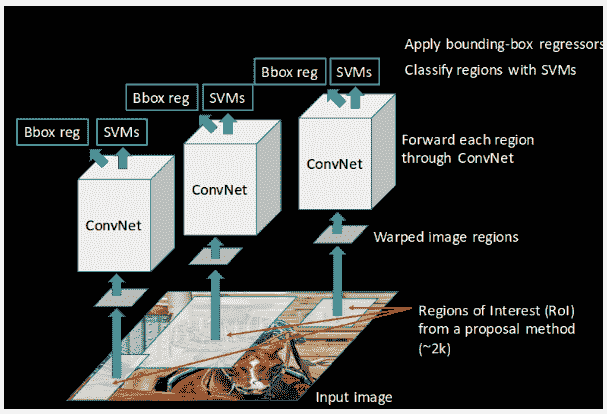 Apply bounding-box regressors
Bbox reg
SVMs
Classify regions with SVMs
Bbox reg
SVMs
Bbox reg
SVMs
ConvNet
Forward each region
through ConvNet
ConvNet
ConvNet
Warped image regions
Regions of Interest (RoI)
from a proposal method
(~2k)
Input image